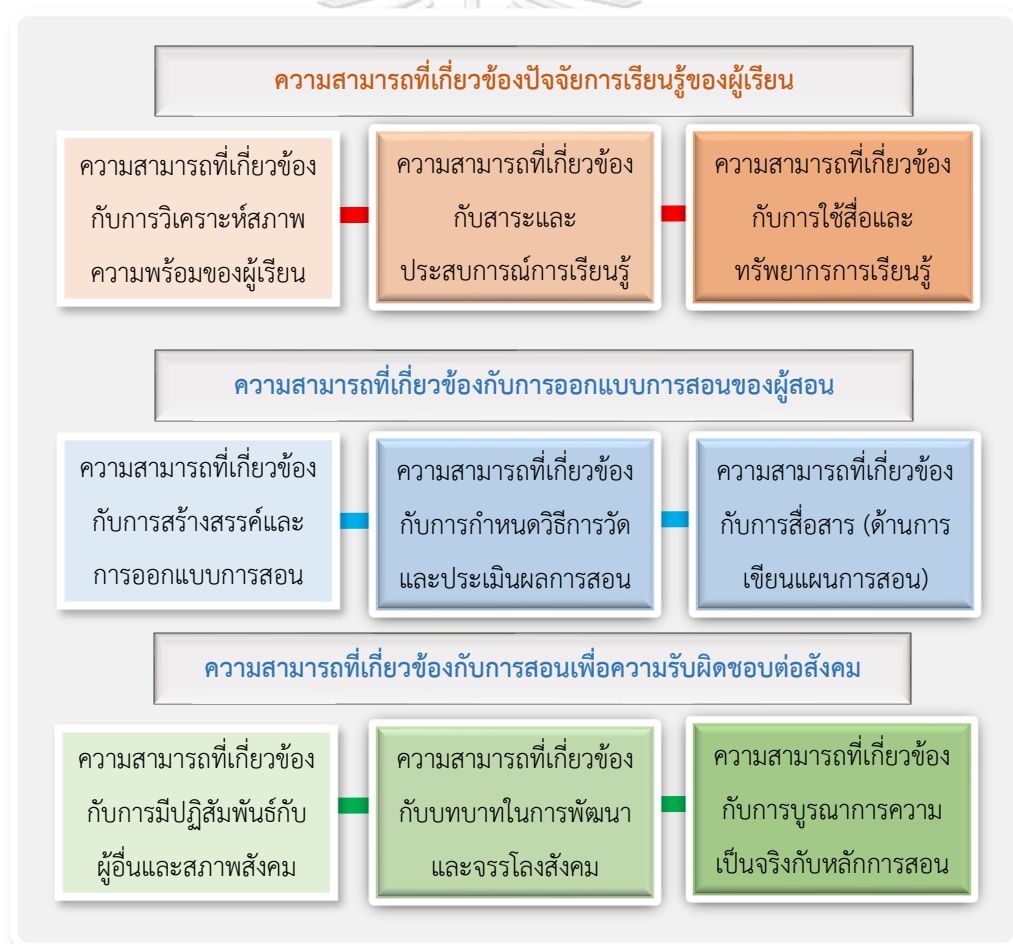 ความสามารถที่เกี่ยวข้องปัจจัยการเรียนรู้ของผู้เรียน
ความสามารถที่เกี่ยวข้อง
กับการวิเคราะห์สภาพ
ความพร้อมของผู้เรียน
ความสามารถที่เกี่ยวข้อง
กับสาระและ
ประสบการณ์การเรียนรู้
ความสามารถที่เกี่ยวข้อง
กับการใช้สื่อและ
ทรัพยากรการเรียนรู้
ความสามารถที่เกี่ยวข้องกับการออกแบบการสอนของผู้สอน
ความสามารถที่เกี่ยวข้อง
กับการสร้างสรรค์และ
การออกแบบการสอน
ความสามารถที่เกี่ยวข้อง
กับการกำหนดวิธีการวัด
และประเมินผลการสอน
ความสามารถที่เกี่ยวข้อง
กับการสื่อสาร (ด้านการ
เขียนแผนการสอน)
ความสามารถที่เกี่ยวข้องกับการสอนเพื่อความรับผิดชอบต่อสังคม
ความสามารถที่เกี่ยวข้อง
กับการมีปฏิสัมพันธ์กับ
ผู้อื่นและสภาพสังคม
ความสามารถที่เกี่ยวข้อง
กับบทบาทในการพัฒนา
และจรรโลงสังคม
ความสามารถที่เกี่ยวข้อง
กับการบูรณาการความ
เป็นจริงกับหลักการสอน